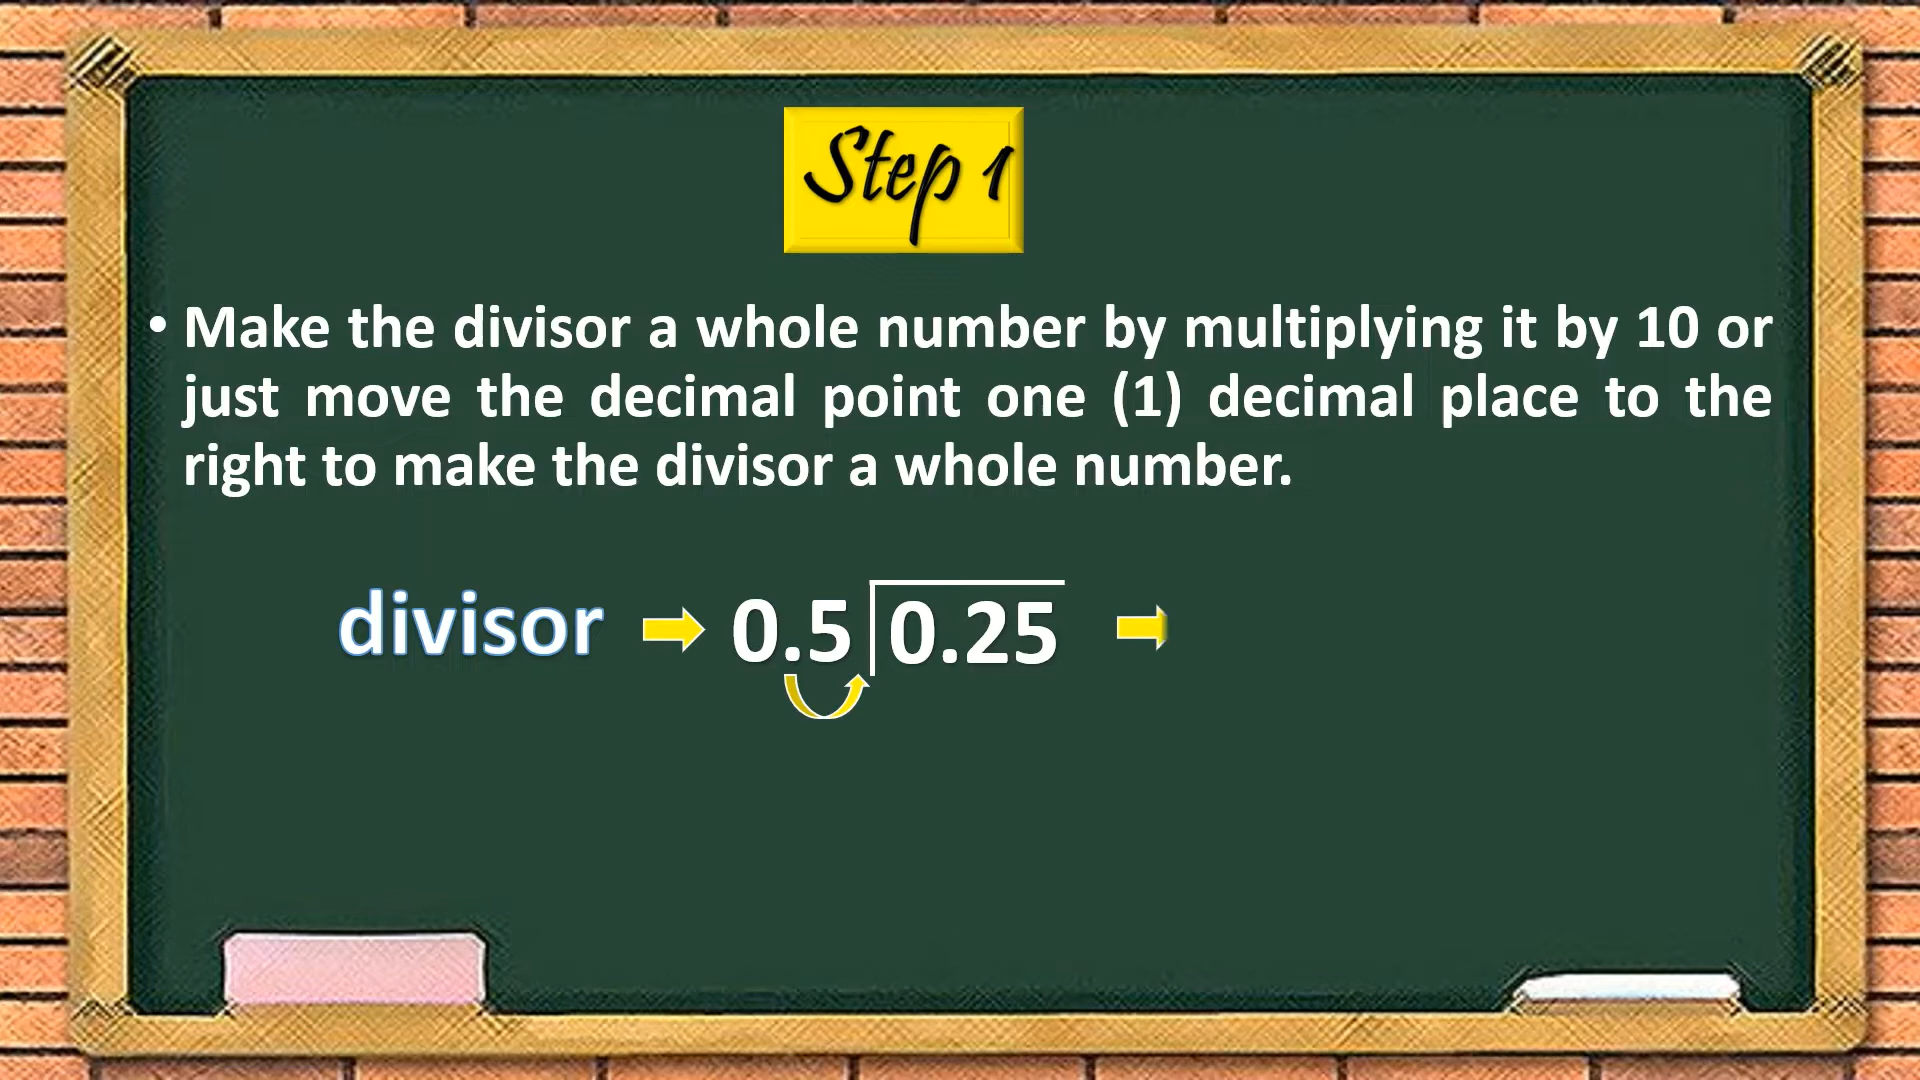 Step 1
• Make the divisor a whole number by multiplying it by 10 or
just move the decimal point one (1) decimal place to the
right to make the divisor a whole number.
divisor 0.5 0.25